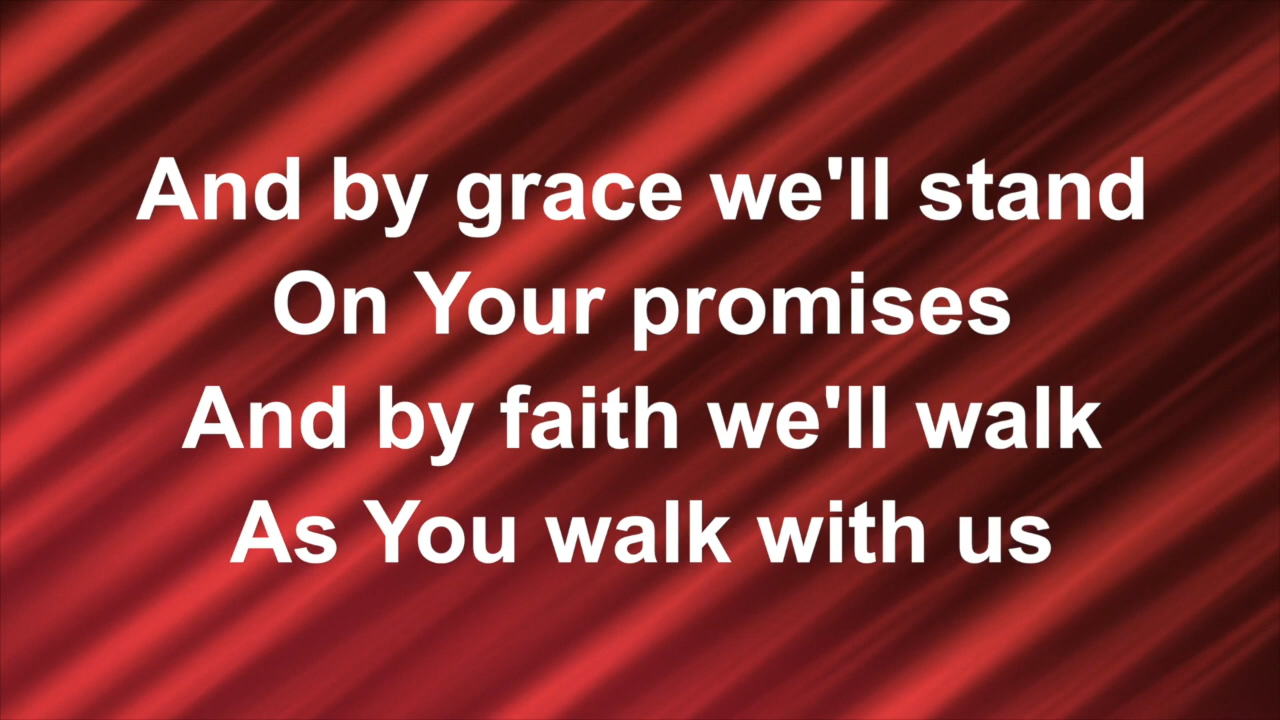 And by grace we'll stand
On Your promises
And by faith we'll walk
As You walk with us